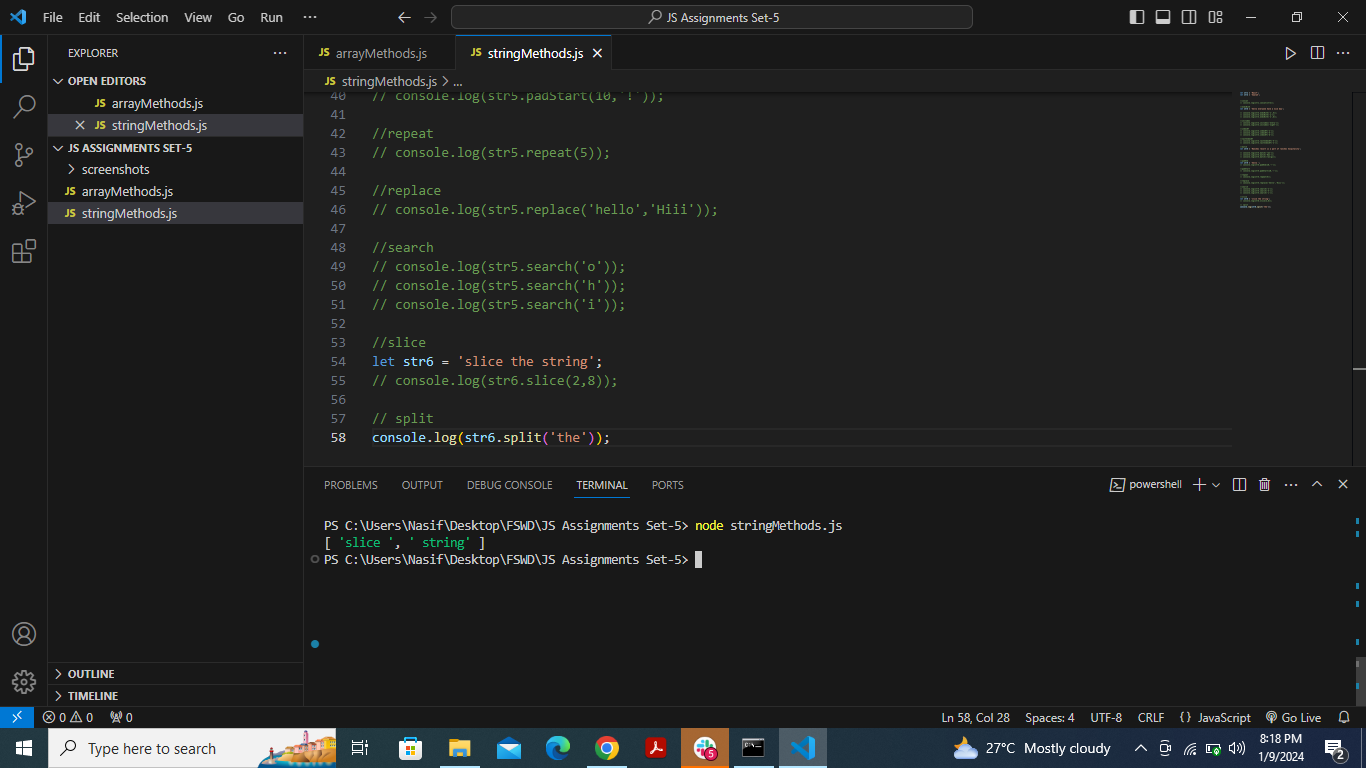 File Edit Selection View Go Run ··· JS Assignments Set-5
EXPLORER ···
OPEN EDITORS
JS arrayMethods.js
JS stringMethods.js
JS ASSIGNMENTS SET-5
screenshots
JS arrayMethods.js
JS stringMethods.js
OUTLINE
TIMELINE
JS arrayMethods.js JS stringMethods.js
JS stringMethods.js > ...
40 // console.log(str5.padStart(10,'!'));
41
42 //repeat
43 // console.log(str5.repeat(5));
44
45 //replace
46 // console.log(str5.replace('hello','Hiii'));
47
48 //search
49 // console.log(str5.search('o'));
50 // console.log(str5.search('h'));
51 // console.log(str5.search('i'));
52
53 //slice
54 let str6 = 'slice the string';
55 // console.log(str6.slice(2,8));
56
57 // split
58 console.log(str6.split('the'));
PROBLEMS OUTPUT DEBUG CONSOLE TERMINAL PORTS powershell
PS C:\Users\Nasif\Desktop\FSWD\JS Assignments Set-5> node stringMethods.js
[ 'slice ', ' string' ]
PS C:\Users\Nasif\Desktop\FSWD\JS Assignments Set-5>
0 0 0 Ln 58, Col 28 Spaces: 4 UTF-8 CRLF {} JavaScript Go Live
Type here to search 5 27°C Mostly cloudy 8:18 PM
1/9/2024 2